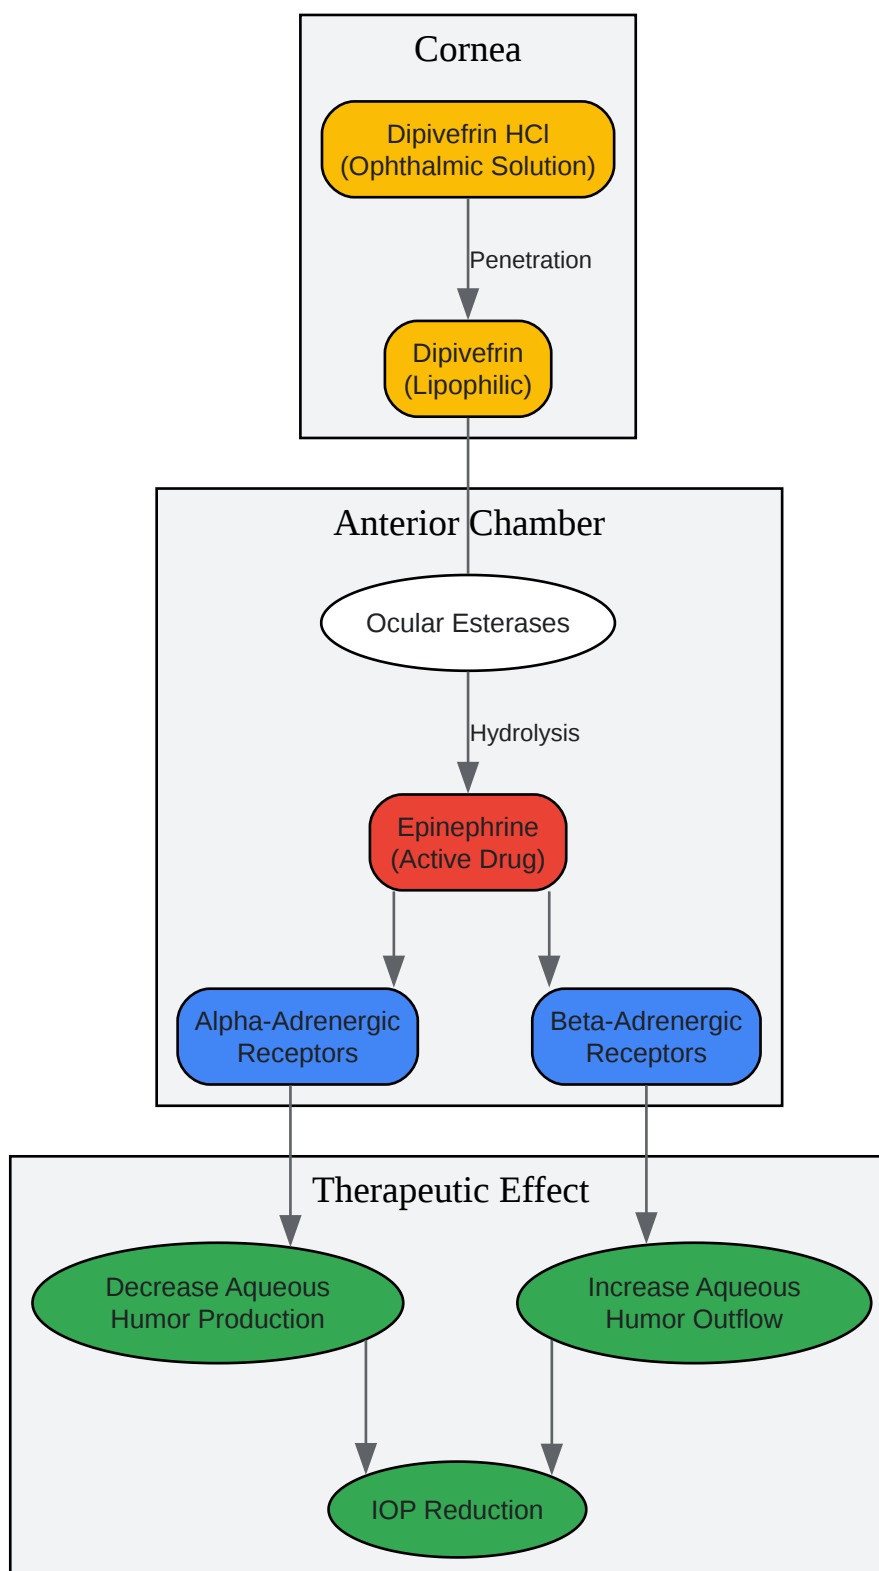 Cornea
Dipivefrin HCl
(Ophthalmic Solution)
Penetration
Dipivefrin
(Lipophilic)
Anterior Chamber
Ocular Esterases
Hydrolysis
Epinephrine
(Active Drug)
Alpha-Adrenergic
Receptors
Beta-Adrenergic
Receptors
Therapeutic Effect
Decrease Aqueous
Humor Production
Increase Aqueous
Humor Outflow
IOP Reduction